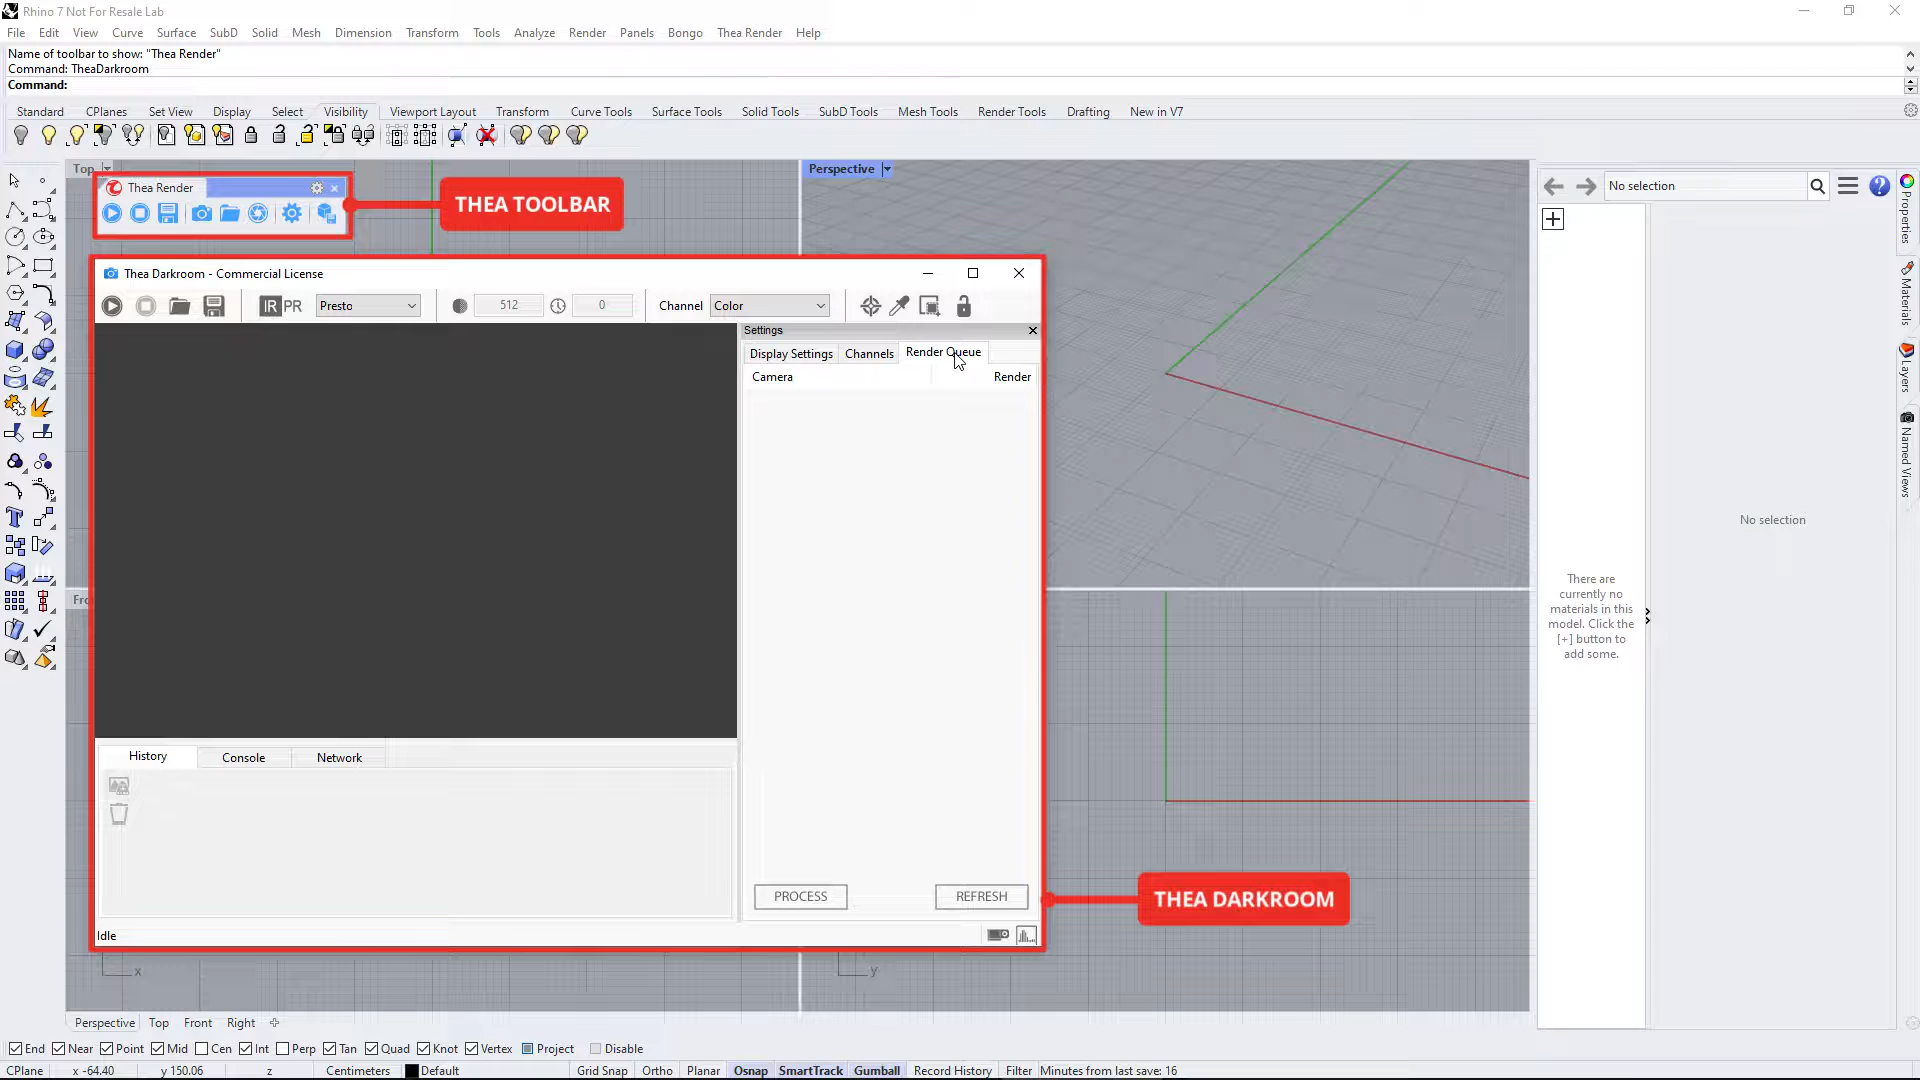 Rhino 7 Not For Resale Lab
File Edit View Curve Surface SubD Solid Mesh Dimension Transform Tools Analyze Render Panels Bongo Thea Render Help
Name of toolbar to show: "Thea Render"
Command: TheaDarkroom
Command:
Standard CPlanes Set View Display Select Visibility Viewport Layout Transform Curve Tools Surface Tools Solid Tools SubD Tools Mesh Tools Render Tools Drafting New in V7
Top
Perspective
Thea Render
THEA TOOLBAR
No selection
Properties
Materials
Layers
Named Views
Thea Darkroom - Commercial License
IR PR Presto 512 0 Channel Color
Settings
Display Settings Channels Render Queue
Camera Render
No selection
There are
currently no
materials in this
model. Click the
[+] button to
add some.
History Console Network
PROCESS REFRESH
THEA DARKROOM
Idle
x
y
Perspective Top Front Right
End Near Point Mid Cen Int Perp Tan Quad Knot Vertex Project Disable
CPlane x -64.40 y 150.06 z Centimeters Default Grid Snap Ortho Planar Osnap SmartTrack Gumball Record History Filter Minutes from last save: 16